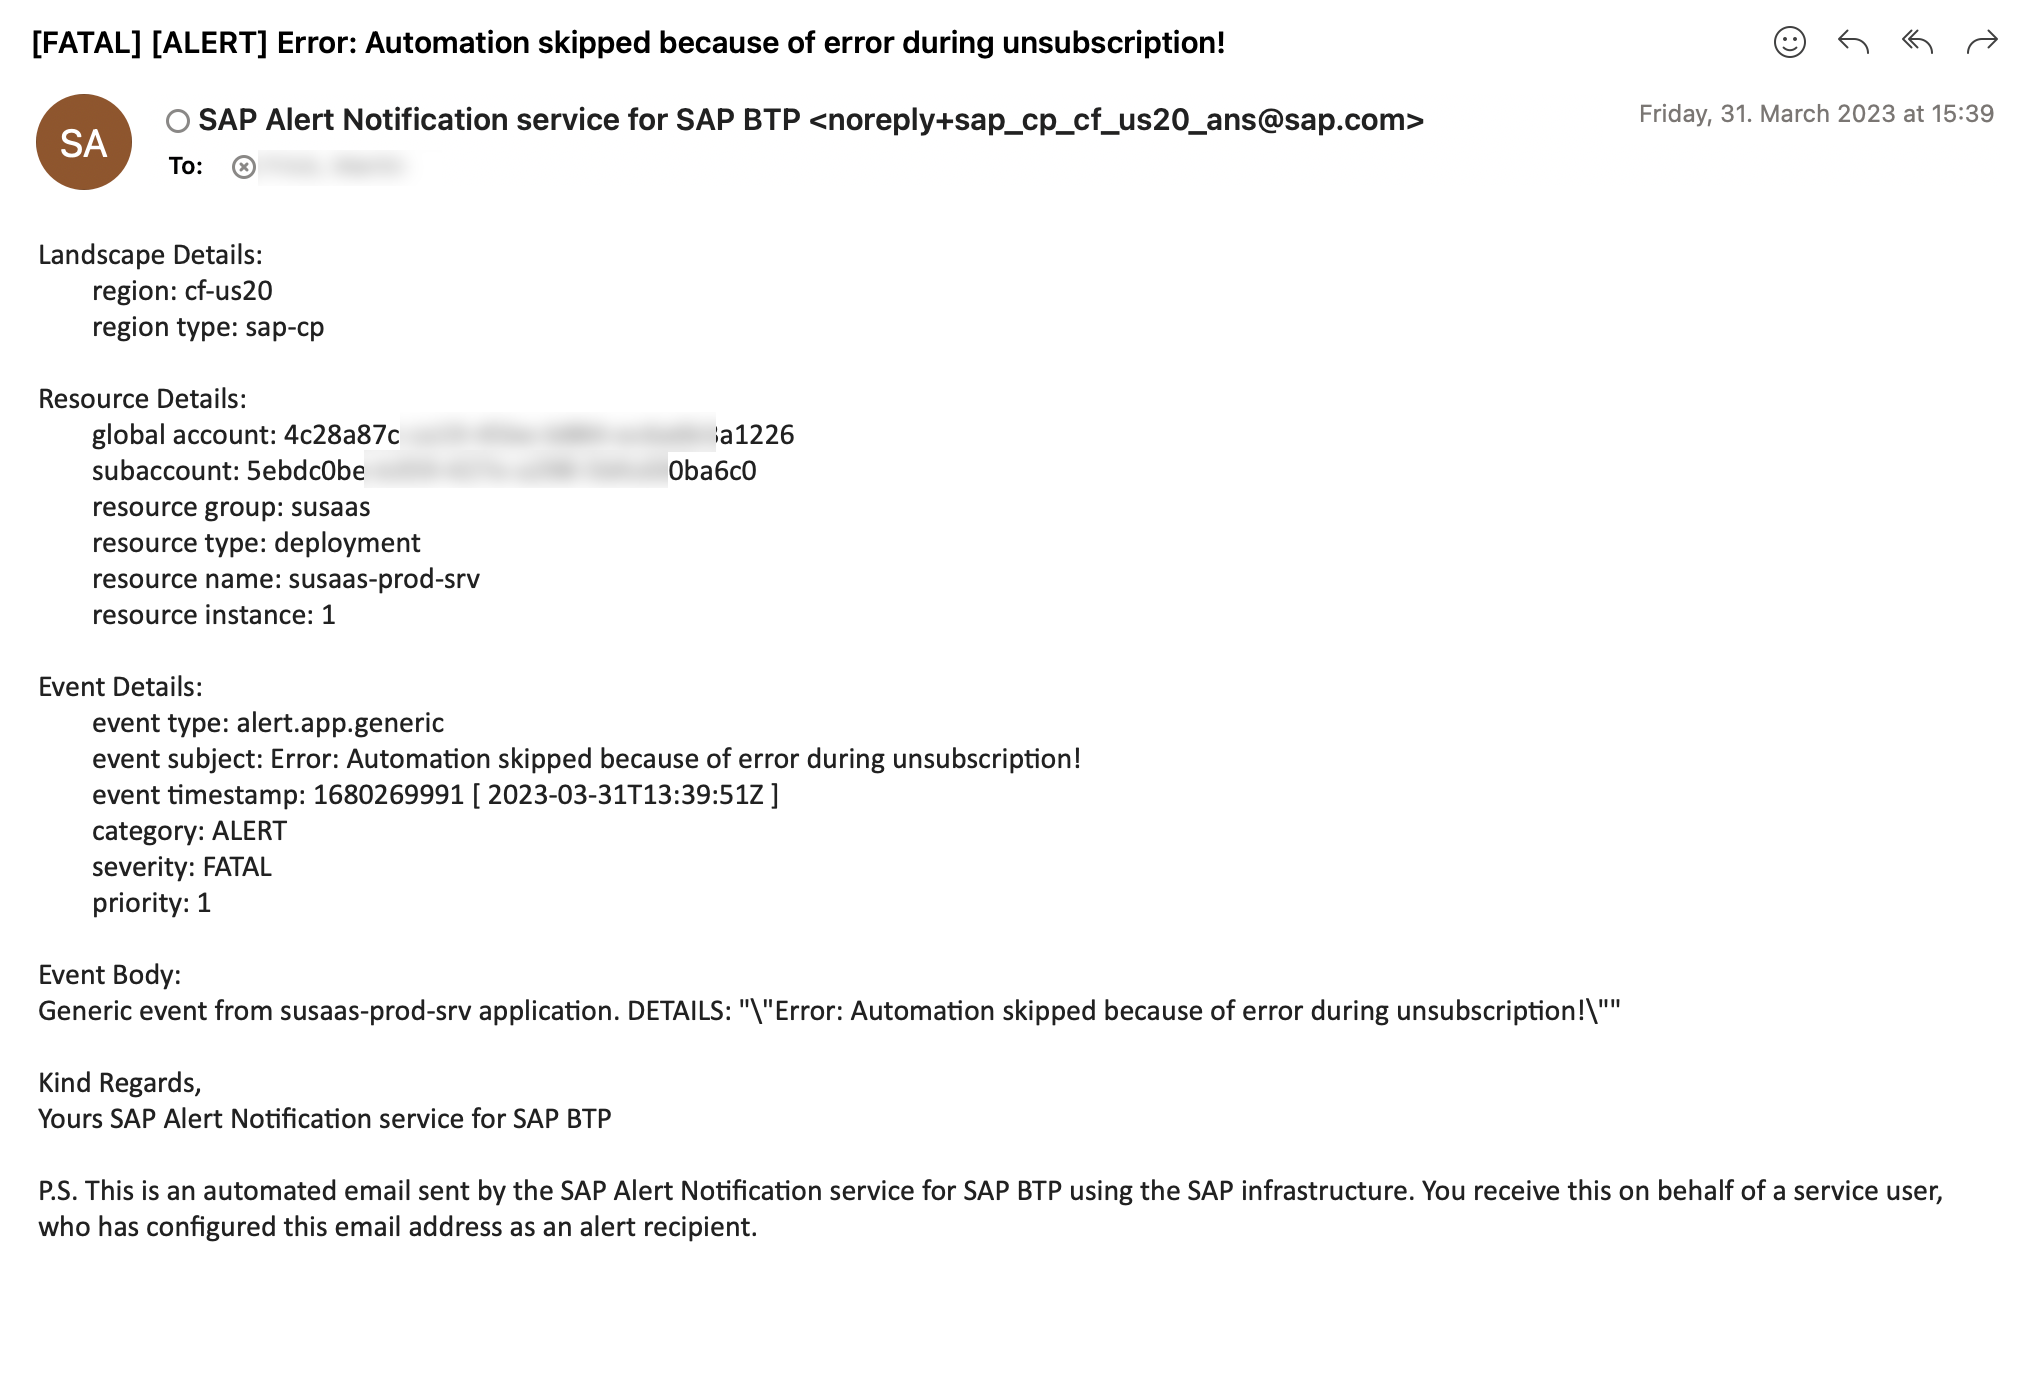 [FATAL] [ALERT] Error: Automation skipped because of error during unsubscription!
SA
SAP Alert Notification service for SAP BTP <noreply+sap_cp_cf_us20_ans@sap.com>
Friday, 31. March 2023 at 15:39
To:
Landscape Details:
region: cf-us20
region type: sap-cp
Resource Details:
global account: 4c28a87c a1226
subaccount: 5ebdc0be 0ba6c0
resource group: susaas
resource type: deployment
resource name: susaas-prod-srv
resource instance: 1
Event Details:
event type: alert.app.generic
event subject: Error: Automation skipped because of error during unsubscription!
event timestamp: 1680269991 [ 2023-03-31T13:39:51Z ]
category: ALERT
severity: FATAL
priority: 1
Event Body:
Generic event from susaas-prod-srv application. DETAILS: "\"Error: Automation skipped because of error during unsubscription!\""
Kind Regards,
Yours SAP Alert Notification service for SAP BTP
P.S. This is an automated email sent by the SAP Alert Notification service for SAP BTP using the SAP infrastructure. You receive this on behalf of a service user,
who has configured this email address as an alert recipient.